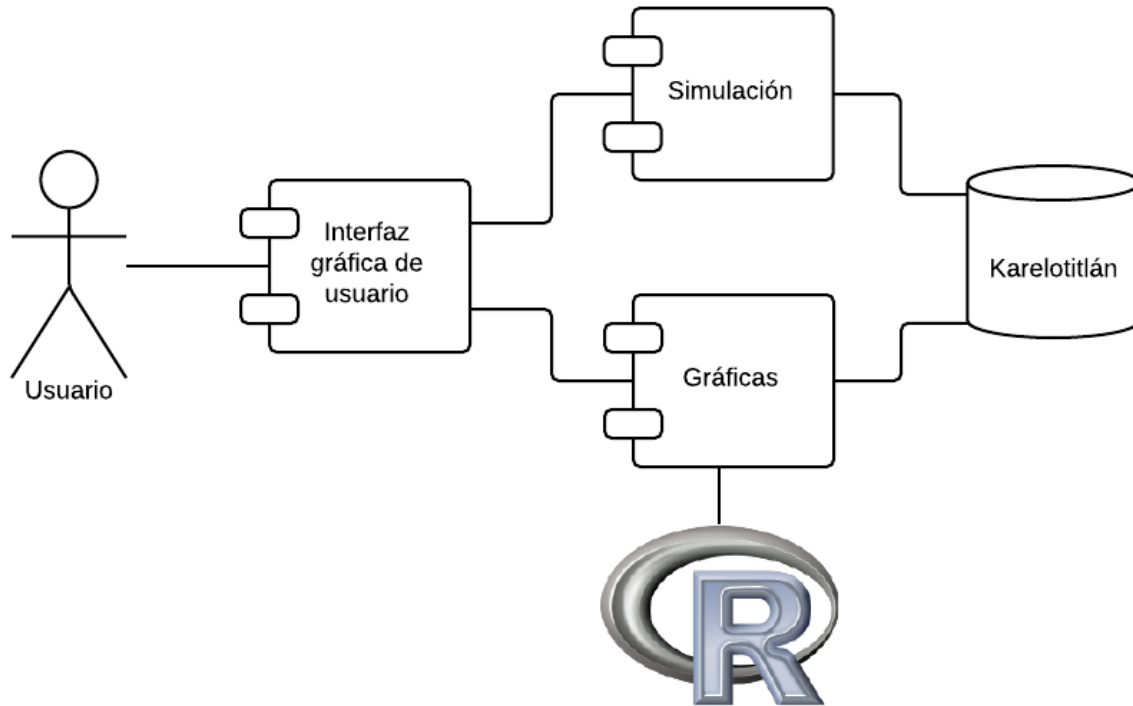 Usuario
Interfaz
gráfica de
usuario
Simulación
Gráficas
Karelotitlán
R